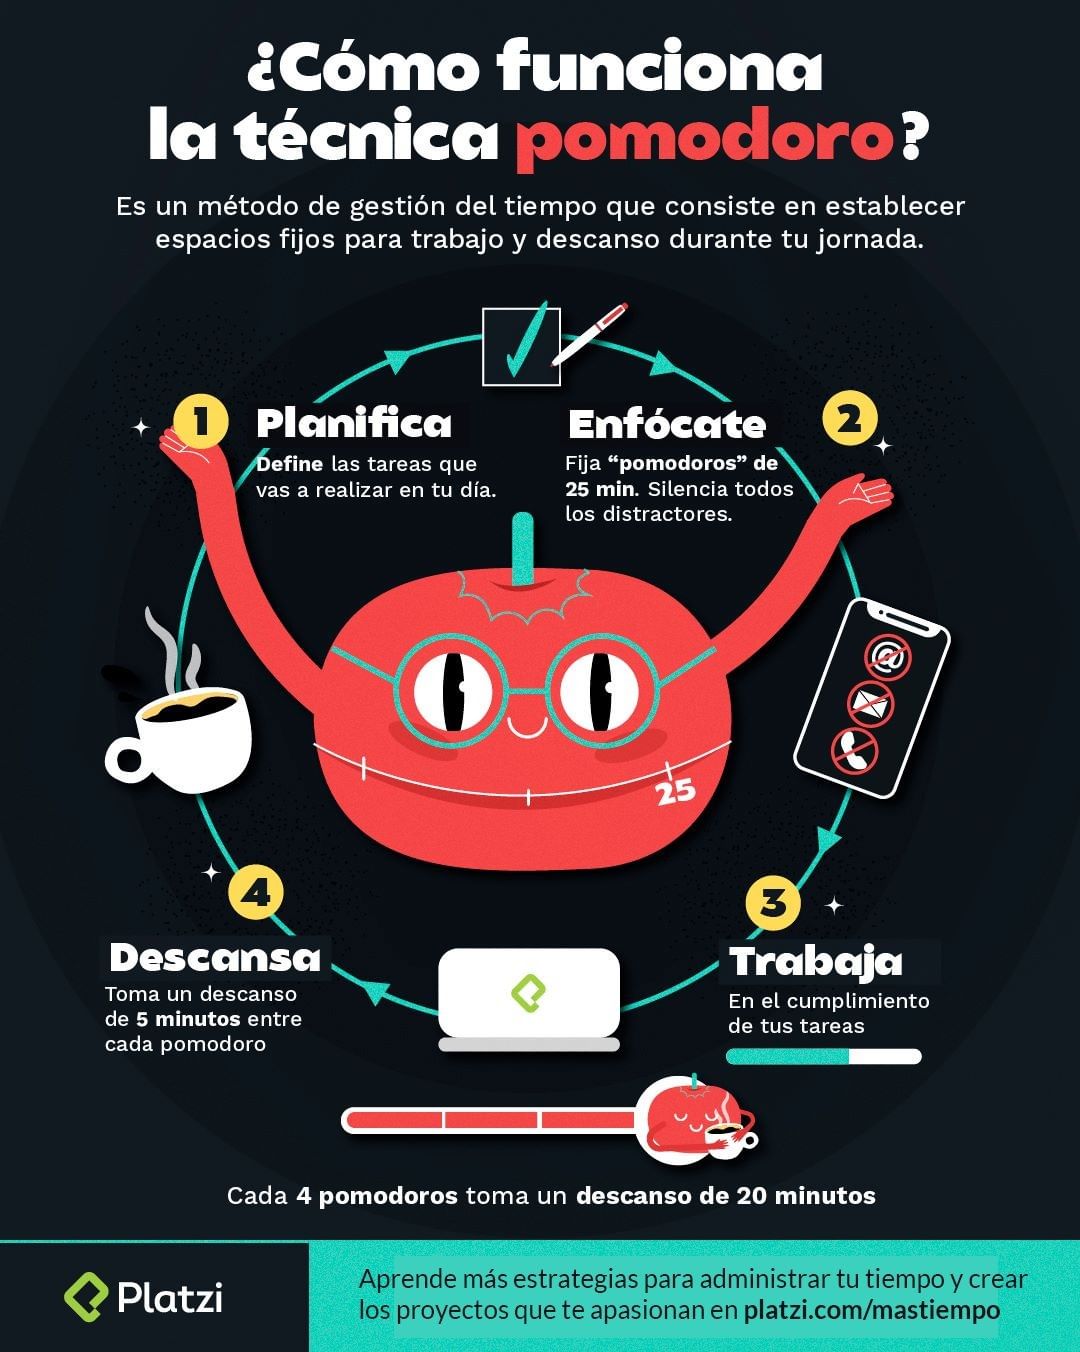 ¿Cómo funciona
la técnica pomodoro?
Es un método de gestión del tiempo que consiste en establecer
espacios fijos para trabajo y descanso durante tu jornada.
1
Planifica
Define las tareas que
vas a realizar en tu día.
2
Enfócate
Fija “pomodoros” de
25 min. Silencia todos
los distractores.
@
25
3
Trabaja
En el cumplimiento
de tus tareas
4
Descansa
Toma un descanso
de 5 minutos entre
cada pomodoro
Cada 4 pomodoros toma un descanso de 20 minutos
Platzi
Aprende más estrategias para administrar tu tiempo y crear
los proyectos que te apasionan en platzi.com/mastiempo